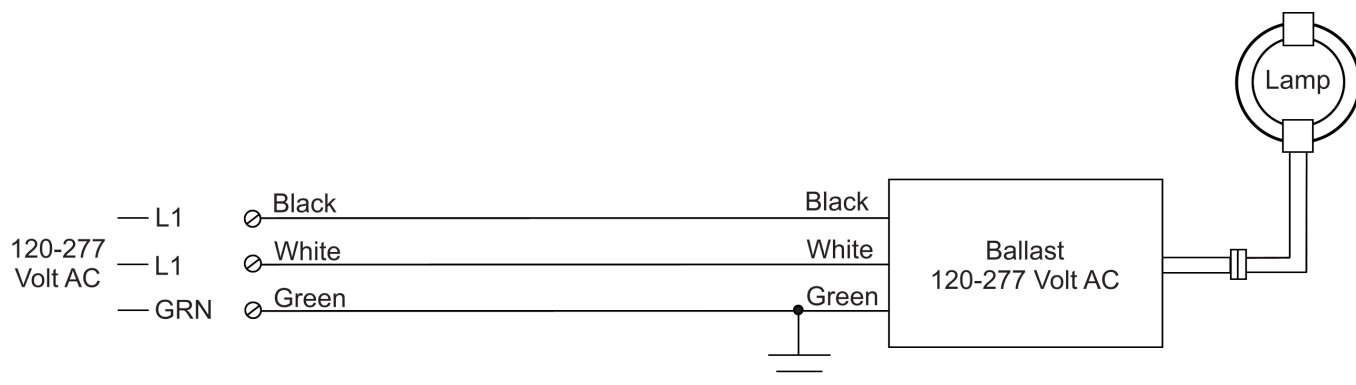 Lamp
Black
Black
L1
120-277
Volt AC
White
White
L1
Ballast
120-277 Volt AC
Green
Green
GRN